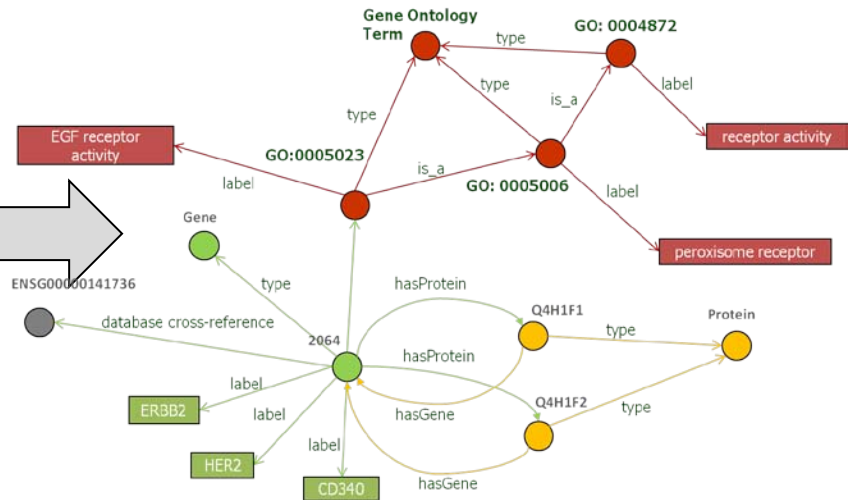 Gene Ontology
Term
GO: 0004872
type
type
label
is_a
type
EGF receptor
activity
receptor activity
GO:0005023
is_a
label
GO: 0005006
label
Gene
peroxisome receptor
ENSG00000141736
type
hasProtein
Q4H1F1
Protein
database cross-reference
type
2064
hasProtein
label
Q4H1F2
ERBB2
label
hasGene
type
label
HER2
CD340
hasGene